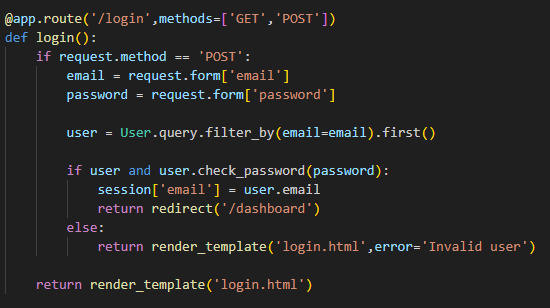 @app.route('/login',methods=['GET','POST'])
def login():
    if request.method == 'POST':
        email = request.form['email']
        password = request.form['password']

        user = User.query.filter_by(email=email).first()

        if user and user.check_password(password):
            session['email'] = user.email
            return redirect('/dashboard')
        else:
            return render_template('login.html',error='Invalid user')

    return render_template('login.html')